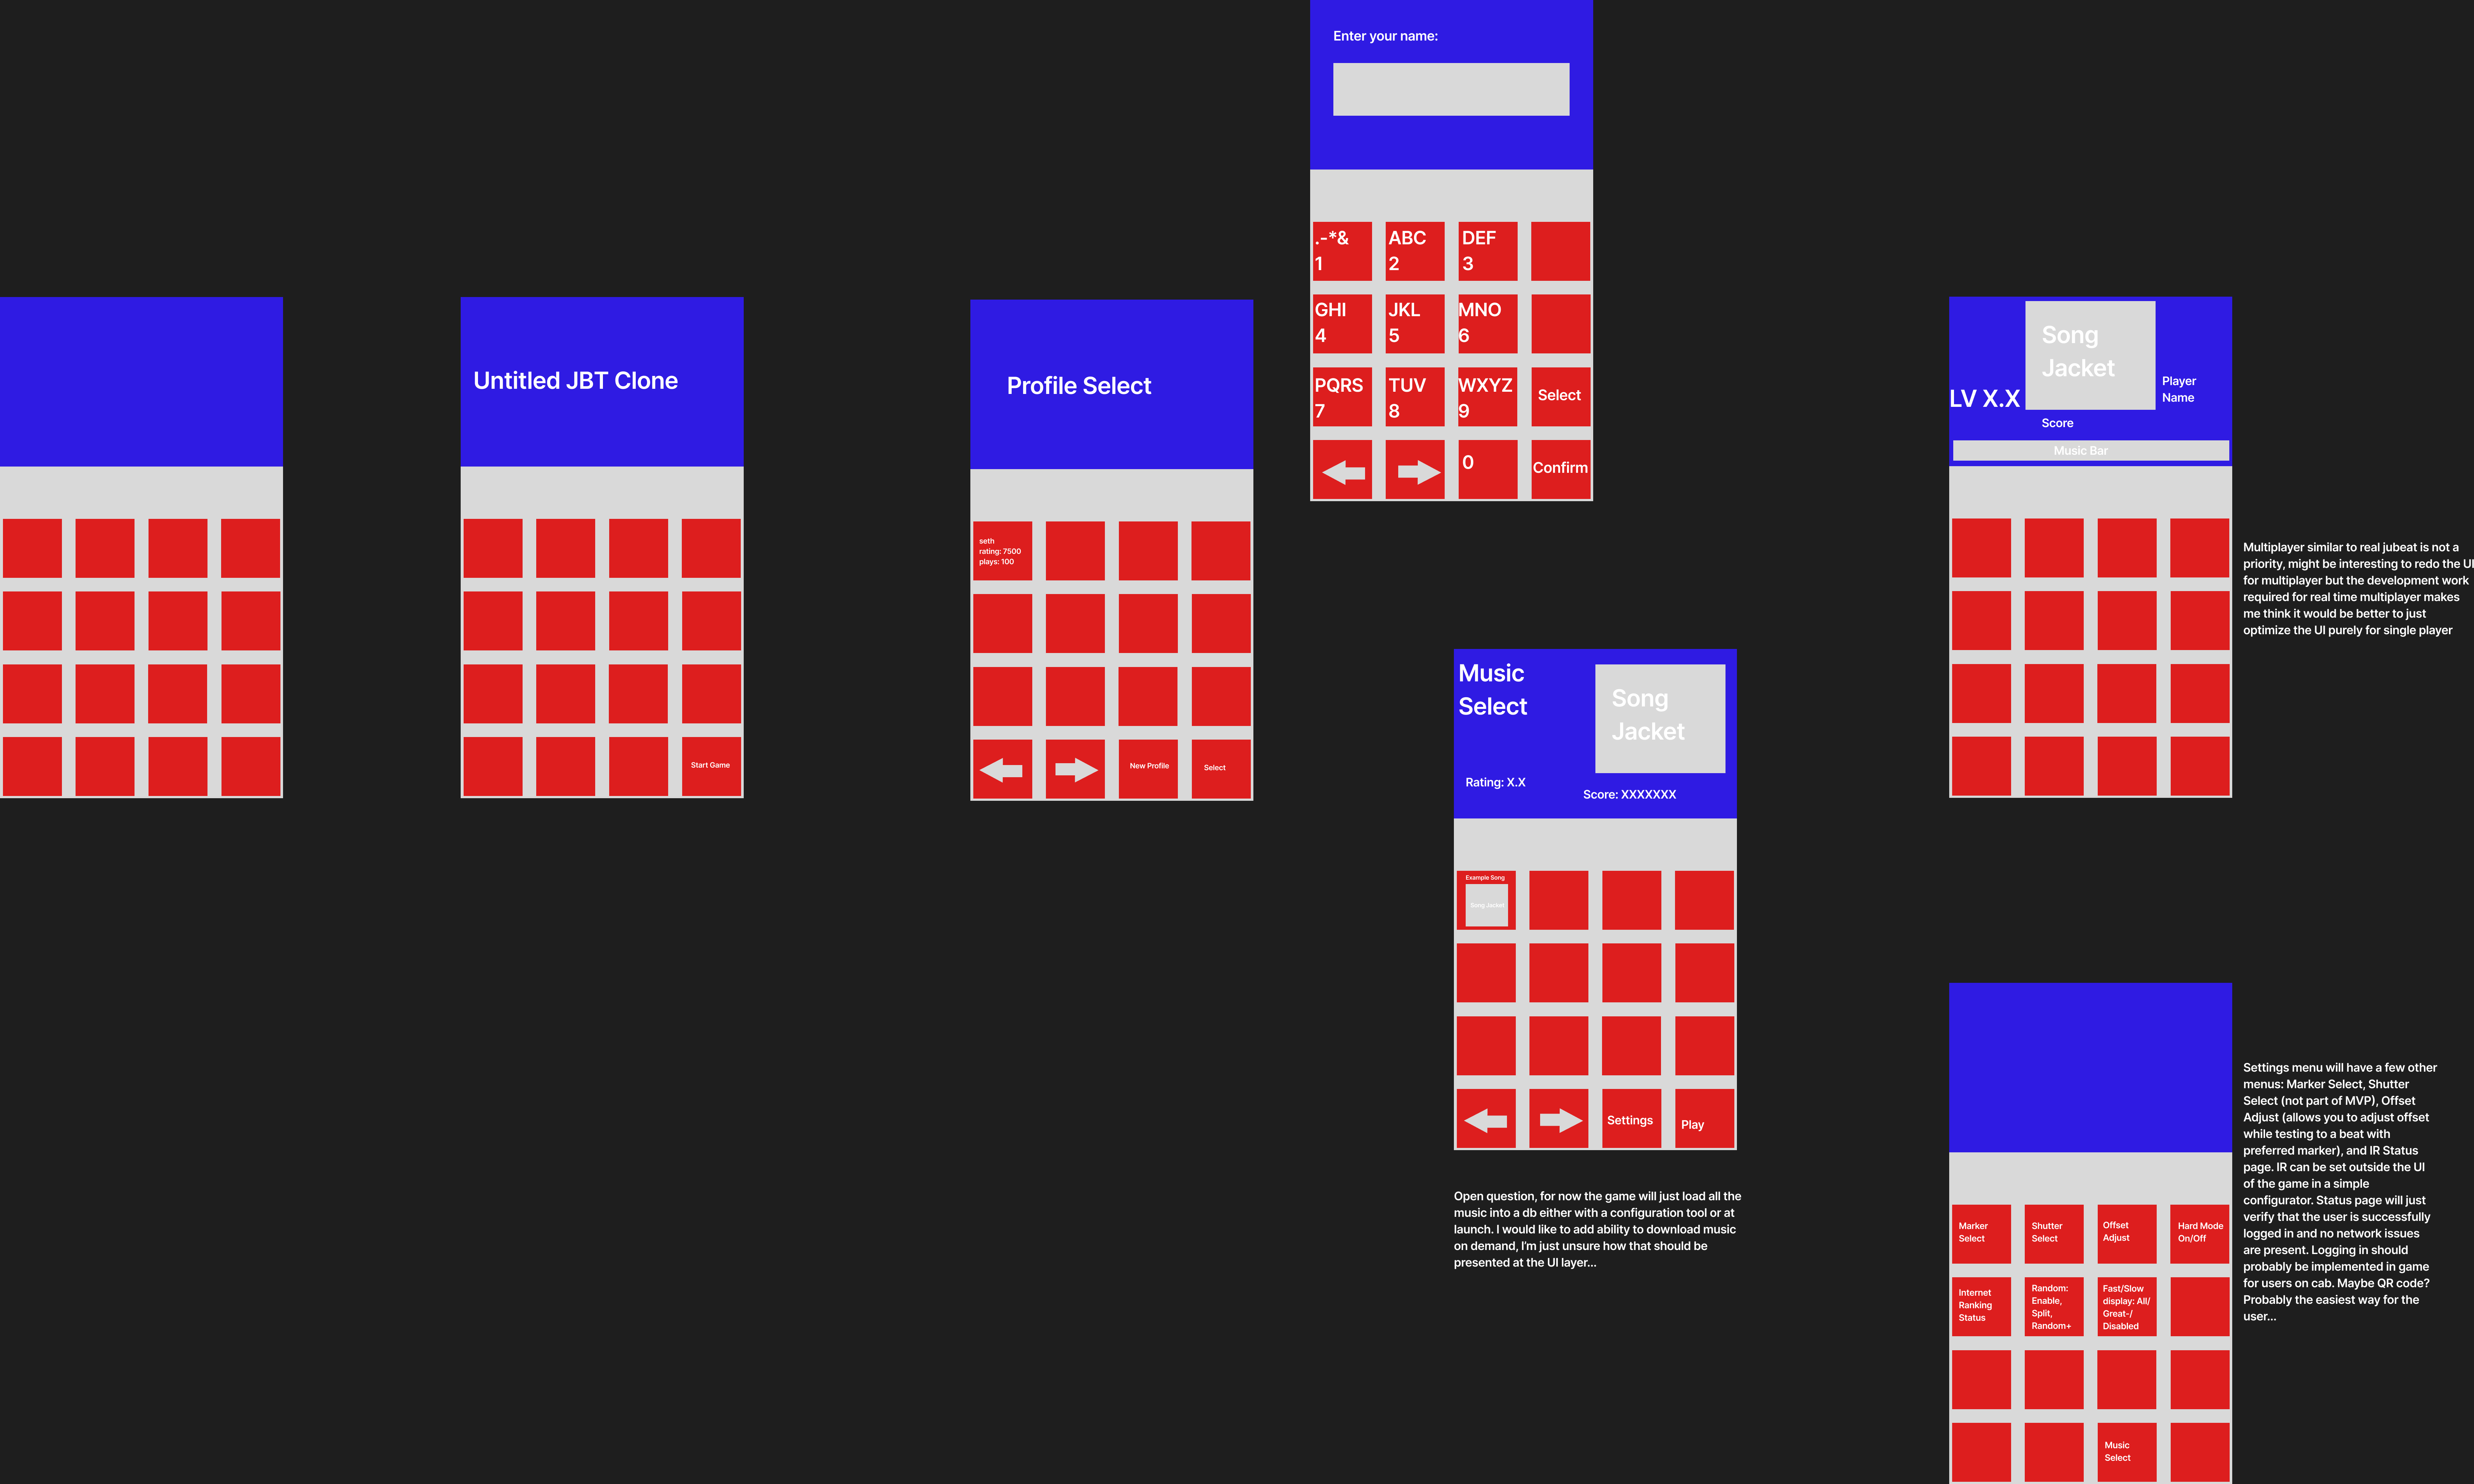 Untitled JBT Clone
Start Game
Profile Select
seth
rating: 7500
plays: 100
New Profile
Select
Enter your name:
.-*&
1
ABC
2
DEF
3
GHI
4
JKL
5
MNO
6
PQRS
7
TUV
8
WXYZ
9
Select
0
Confirm
Music
Select
Song
Jacket
Rating: X.X
Score: XXXXXXX
Example Song
Song Jacket
Settings
Play
Open question, for now the game will just load all the
music into a db either with a configuration tool or at
launch. I would like to add ability to download music
on demand, I'm just unsure how that should be
presented at the UI layer...
Song
Jacket
LV X.X
Player
Name
Score
Music Bar
Multiplayer similar to real jubeat is not a
priority, might be interesting to redo the UI
for multiplayer but the development work
required for real time multiplayer makes
me think it would be better to just
optimize the UI purely for single player
Marker
Select
Shutter
Select
Offset
Adjust
Hard Mode
On/Off
Internet
Ranking
Status
Random:
Enable,
Split,
Random+
Fast/Slow
display: All/
Great-/
Disabled
Music
Select
Settings menu will have a few other
menus: Marker Select, Shutter
Select (not part of MVP), Offset
Adjust (allows you to adjust offset
while testing to a beat with
preferred marker), and IR Status
page. IR can be set outside the UI
of the game in a simple
configurator. Status page will just
verify that the user is successfully
logged in and no network issues
are present. Logging in should
probably be implemented in game
for users on cab. Maybe QR code?
Probably the easiest way for the
user...